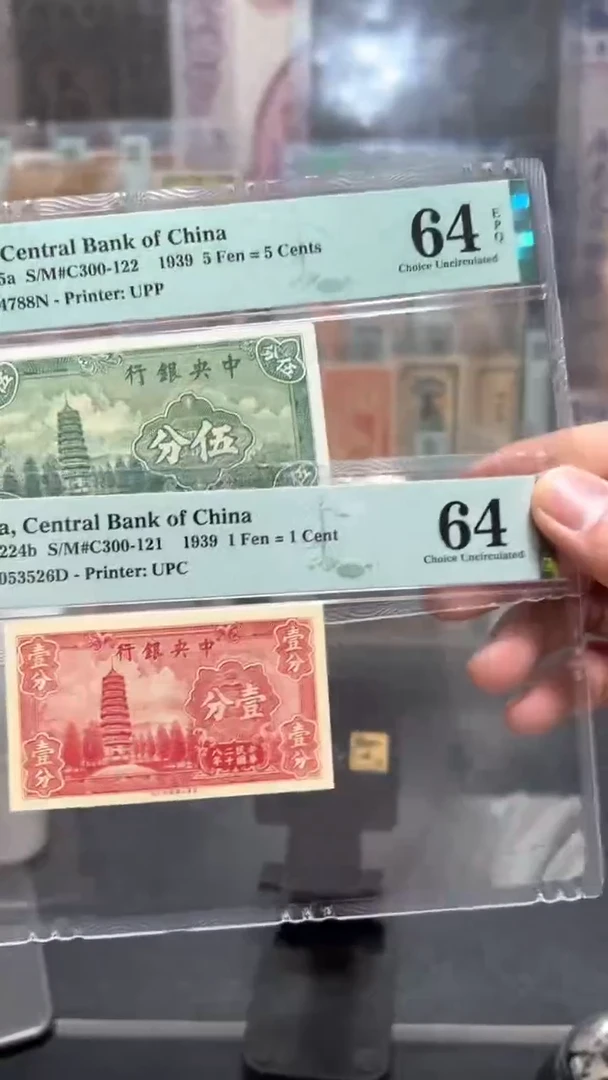 Central Bank of China
5a S/M#C300-122 1939 5 Fen = 5 Cents
4788N - Printer: UPP
64
EPQ
Choice Uncirculated
行銀央中
分伍
a, Central Bank of China
224b S/M#C300-121 1939 1 Fen = 1 Cent
053526D - Printer: UPC
64
Choice Uncirculated
壹分
行銀央中
壹分
分壹
壹分
壹分